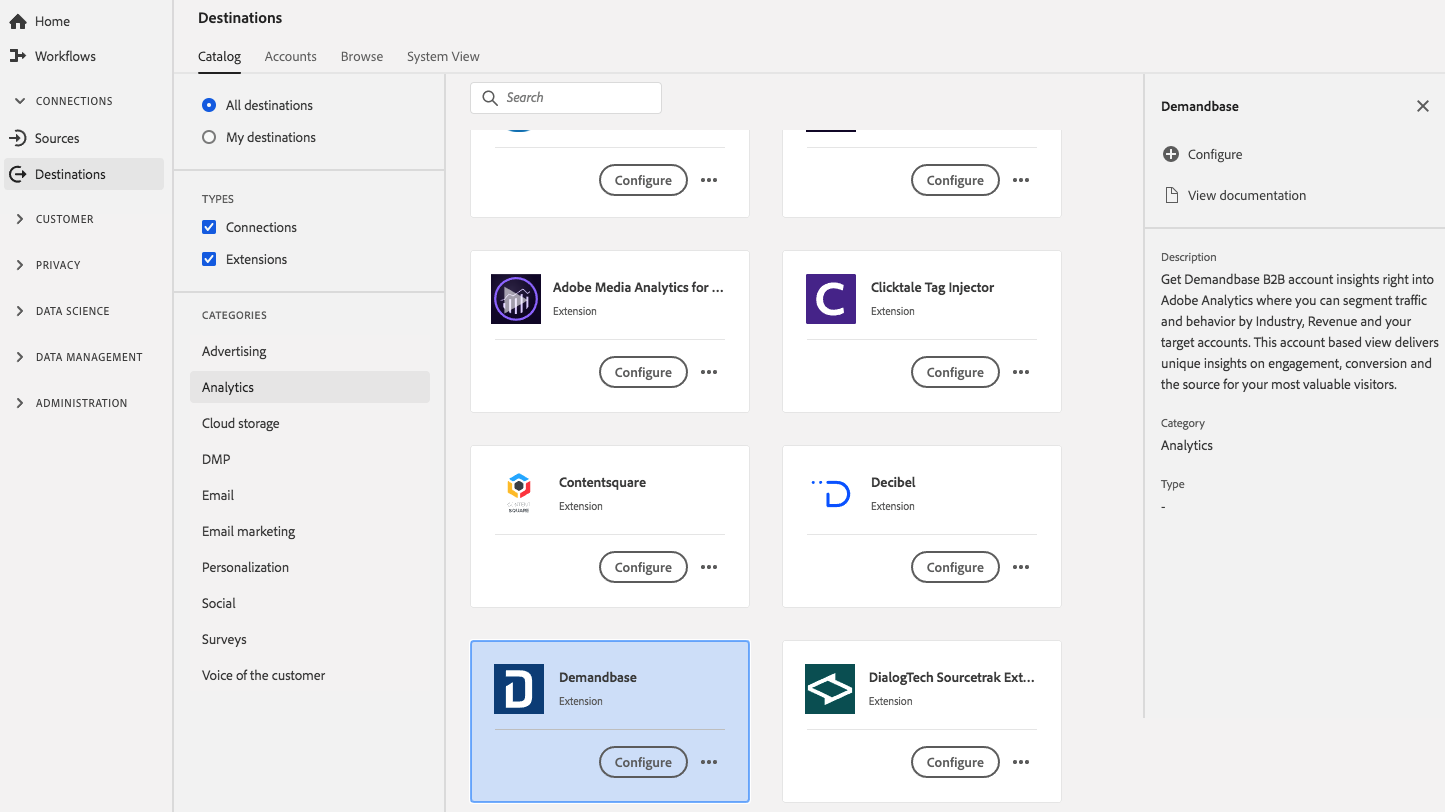 Home
Workflows
CONNECTIONS
Sources
Destinations
CUSTOMER
PRIVACY
DATA SCIENCE
DATA MANAGEMENT
ADMINISTRATION
Destinations
Catalog
Accounts
Browse
System View
All destinations
My destinations
TYPES
Connections
Extensions
CATEGORIES
Advertising
Analytics
Cloud storage
DMP
Email
Email marketing
Personalization
Social
Surveys
Voice of the customer
Search
Configure
Configure
Adobe Media Analytics for ...
Extension
Configure
C
Clicktale Tag Injector
Extension
Configure
CONTENT
SQUARE
Contentsquare
Extension
Configure
D
Decibel
Extension
Configure
D
Demandbase
Extension
Configure
DialogTech Sourcetrak Ext...
Extension
Configure
Demandbase
Configure
View documentation
Description
Get Demandbase B2B account insights right into
Adobe Analytics where you can segment traffic
and behavior by Industry, Revenue and your
target accounts. This account based view delivers
unique insights on engagement, conversion and
the source for your most valuable visitors.
Category
Analytics
Type
-